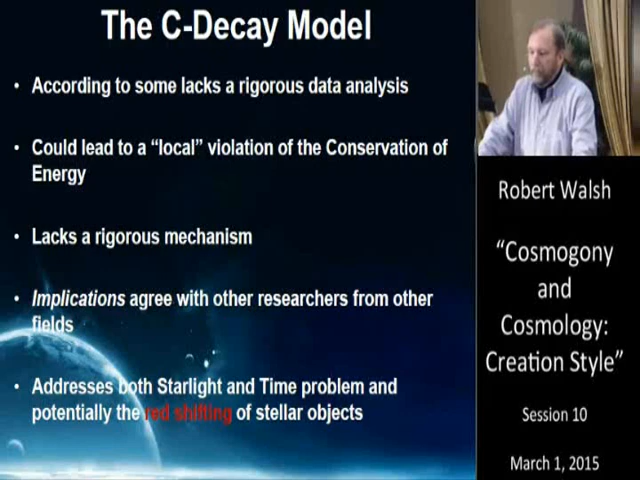 The C-Decay Model
• According to some lacks a rigorous data analysis
• Could lead to a “local” violation of the Conservation of
Energy
• Lacks a rigorous mechanism
• Implications agree with other researchers from other
fields
• Addresses both Starlight and Time problem and
potentially the red shifting of stellar objects
Robert Walsh
“Cosmogony
and
Cosmology:
Creation Style”
Session 10
March 1, 2015